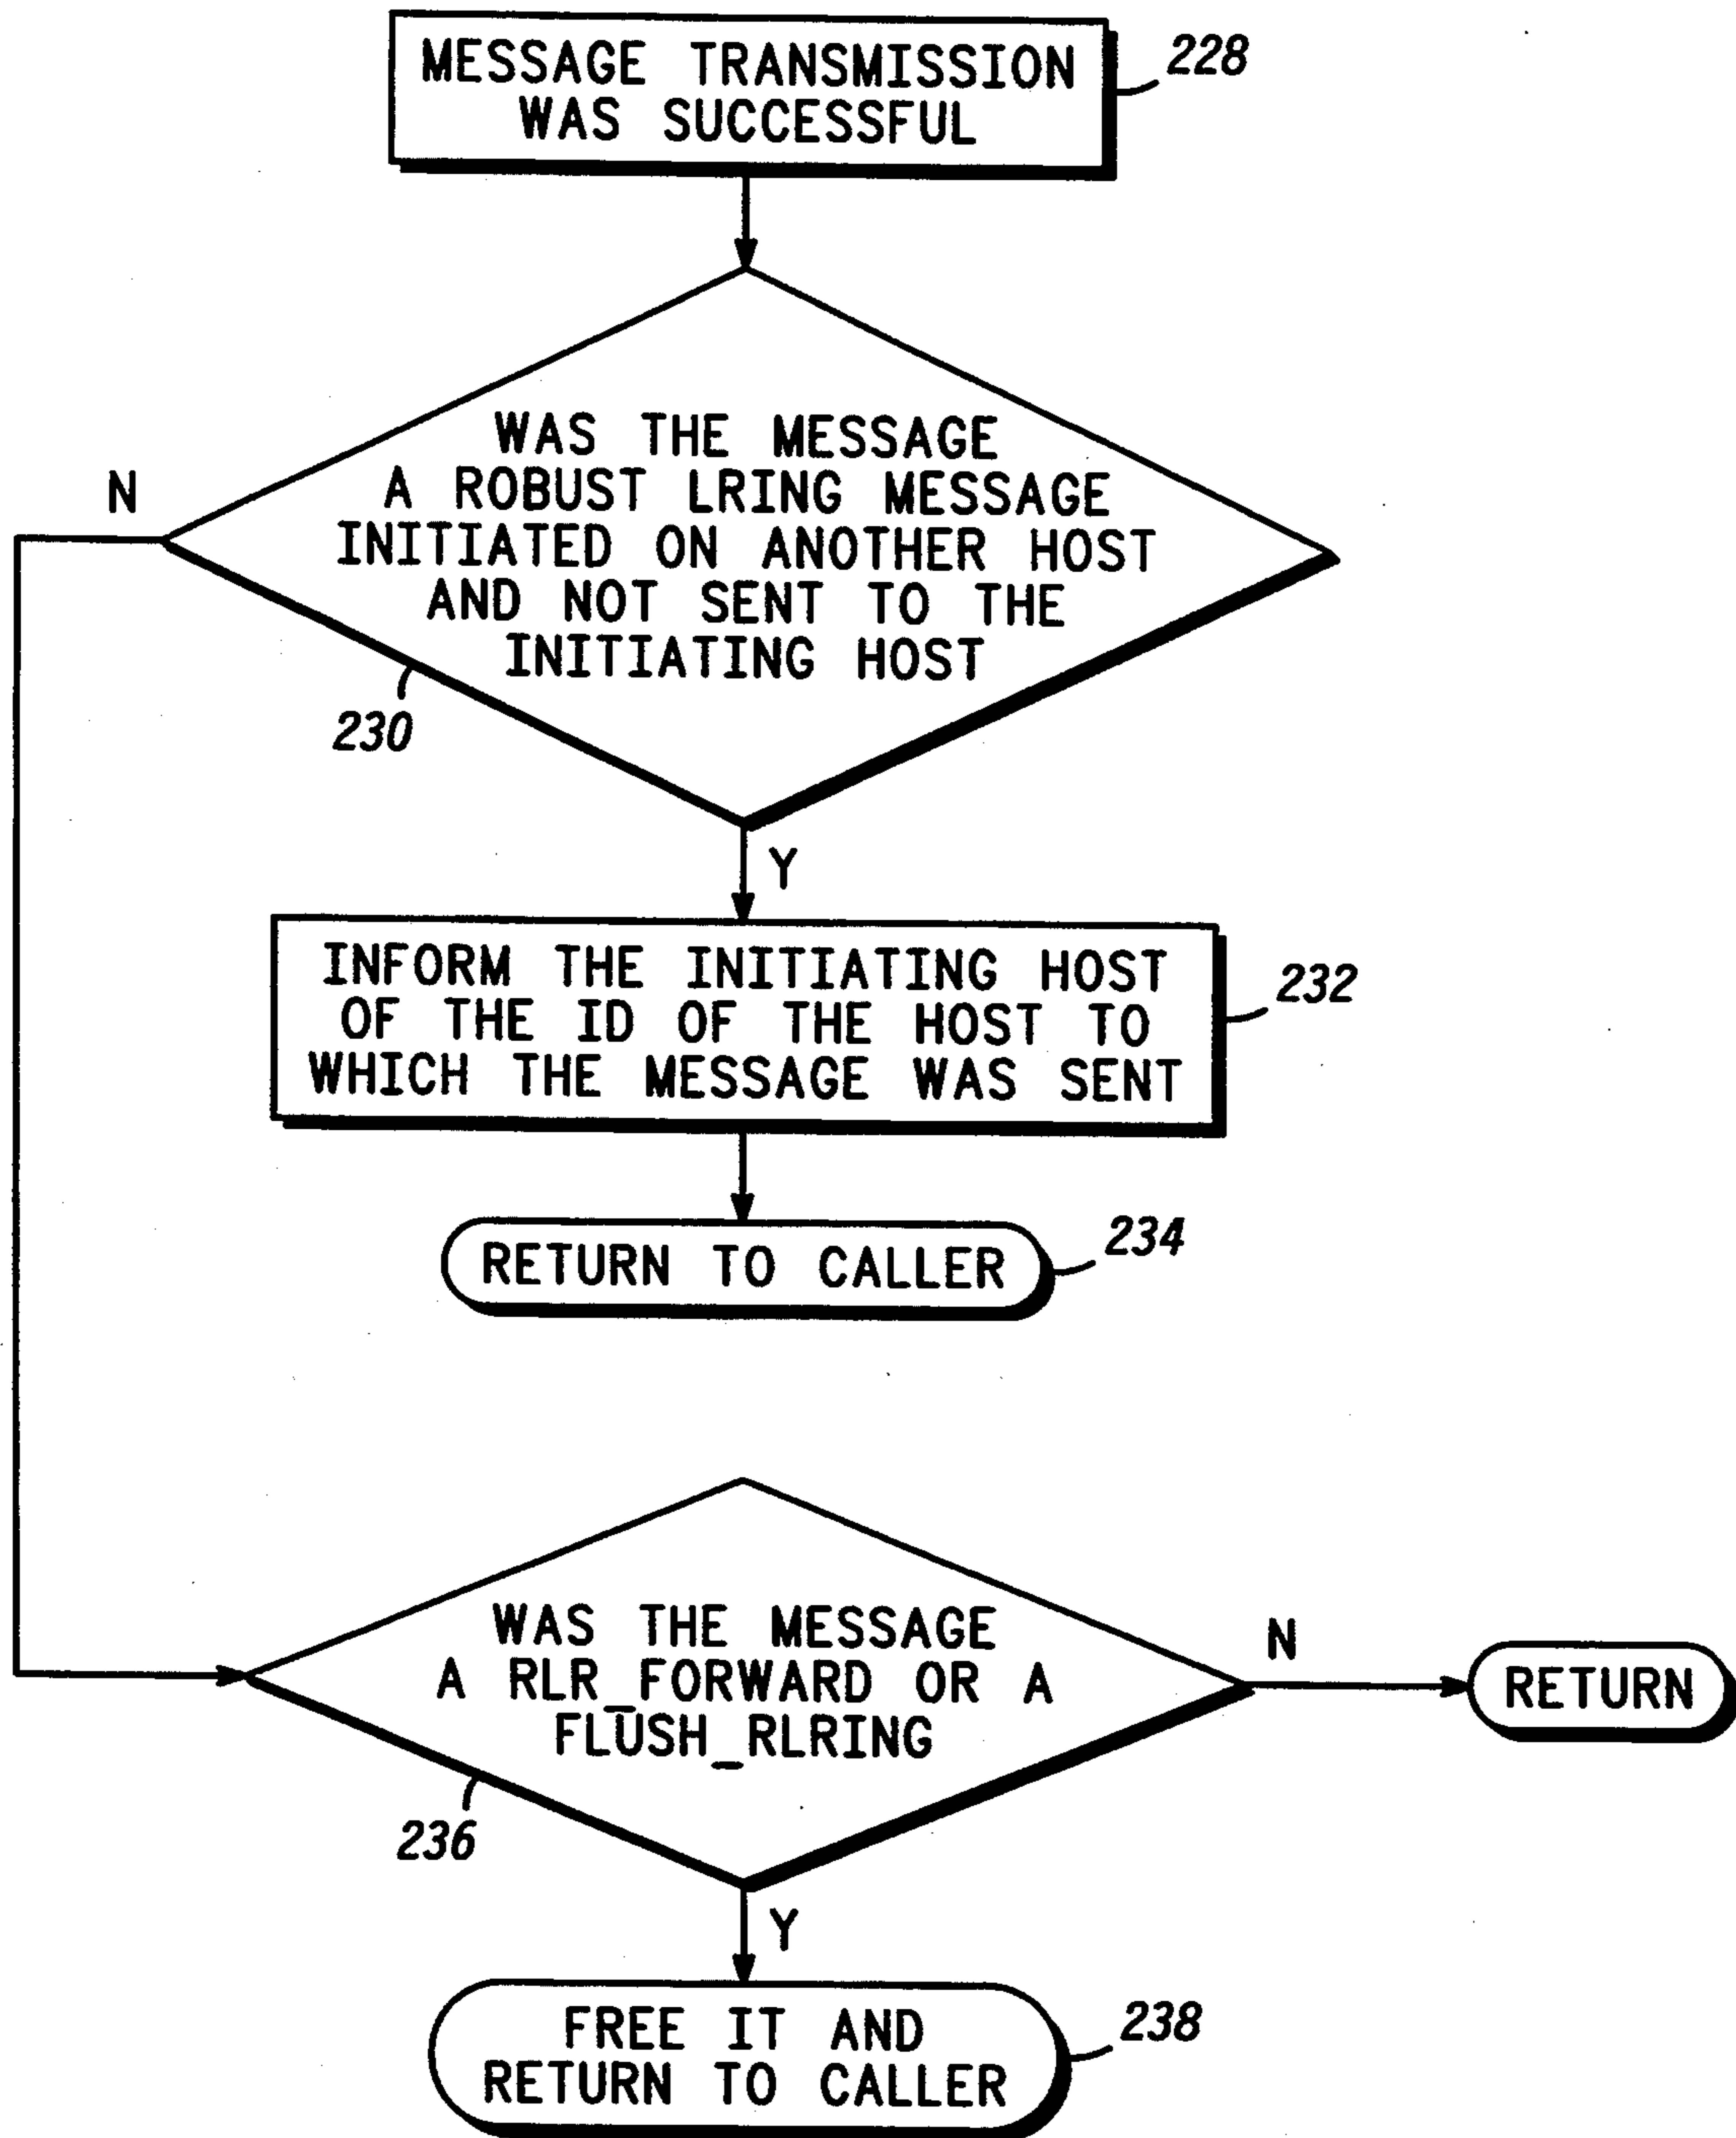 MESSAGE TRANSMISSION
WAS SUCCESSFUL
228
WAS THE MESSAGE
A ROBUST LRING MESSAGE
INITIATED ON ANOTHER HOST
AND NOT SENT TO THE
INITIATING HOST
N
230
Y
INFORM THE INITIATING HOST
OF THE ID OF THE HOST TO
WHICH THE MESSAGE WAS SENT
232
RETURN TO CALLER
234
WAS THE MESSAGE
A RLR_FORWARD OR A
FLUSH_RLRING
N
RETURN
236
Y
FREE IT AND
RETURN TO CALLER
238